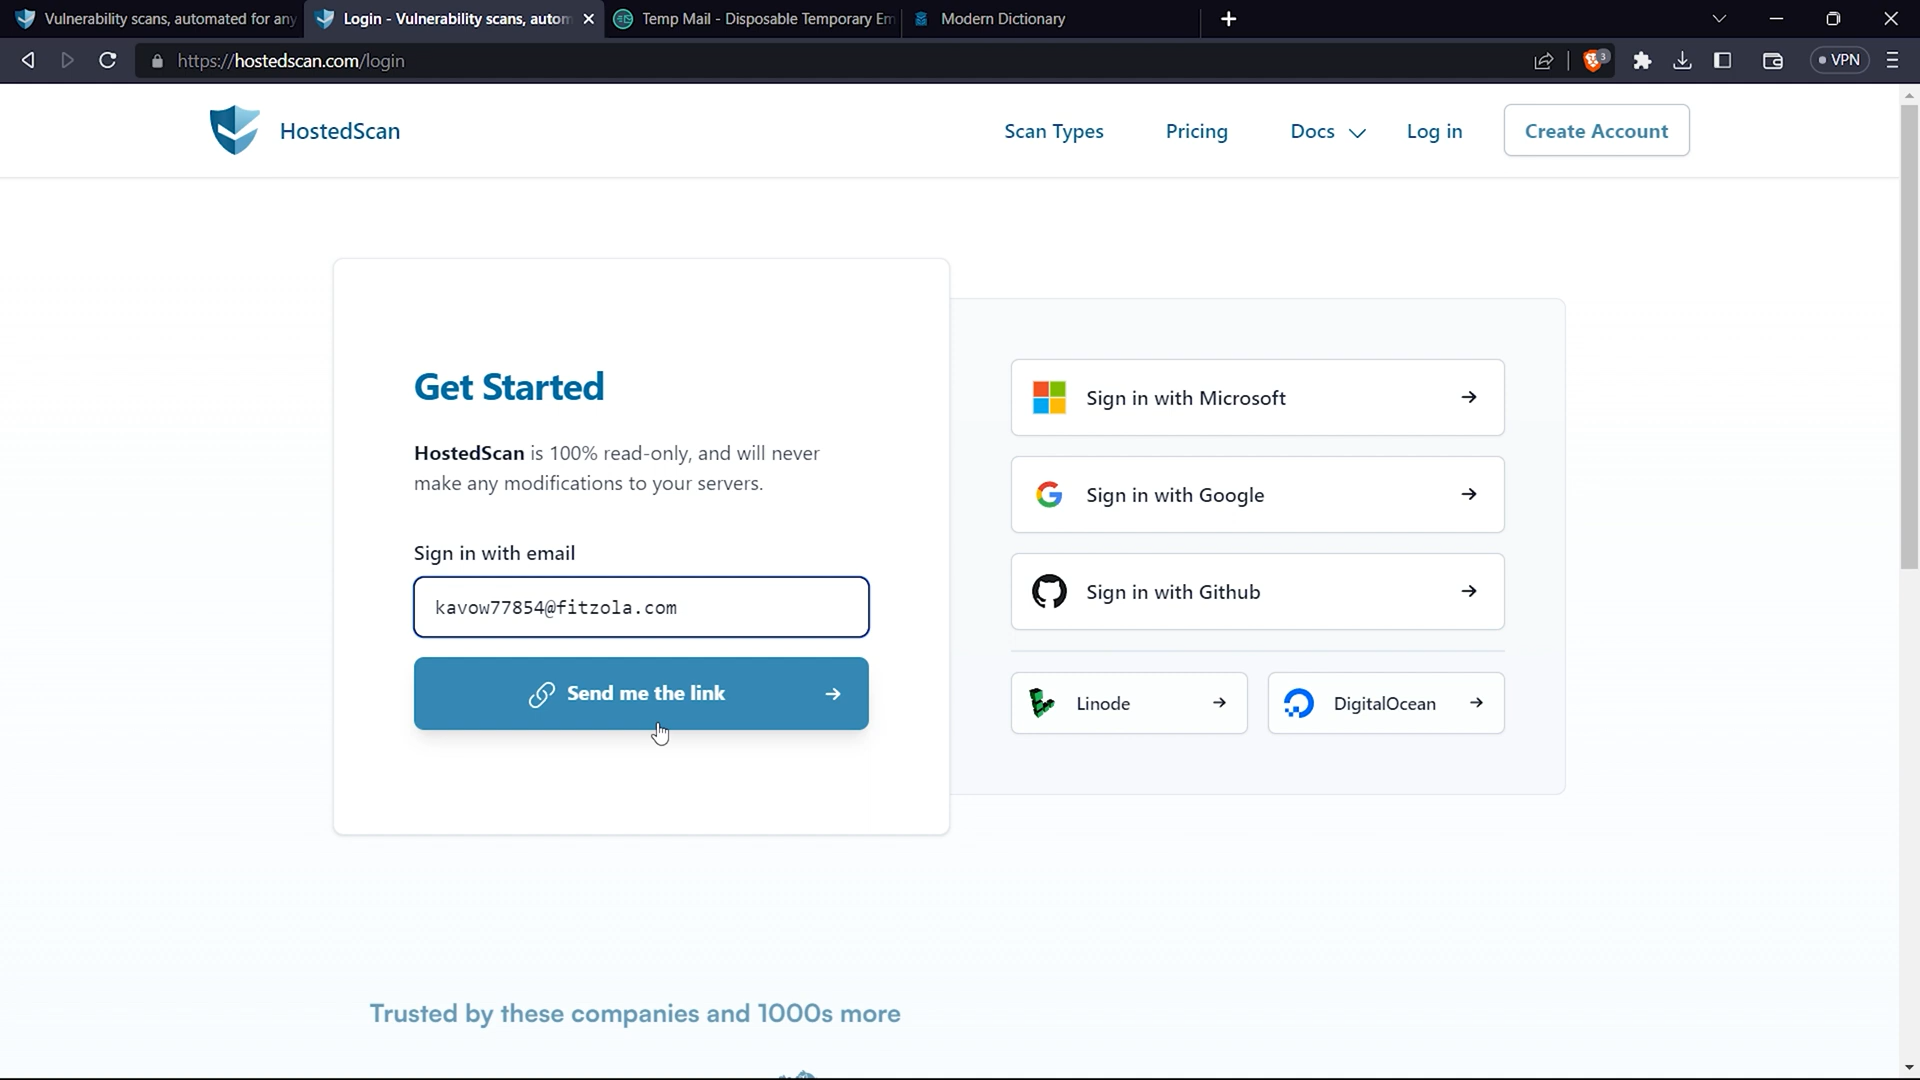 Vulnerability scans, automated for any
Login - Vulnerability scans, autom
Temp Mail - Disposable Temporary Em
Modern Dictionary
https://hostedscan.com/login
3
VPN
HostedScan
Scan Types
Pricing
Docs
Log in
Create Account
Get Started
HostedScan is 100% read-only, and will never
make any modifications to your servers.
Sign in with email
kavow77854@fitzola.com
Send me the link
Sign in with Microsoft
Sign in with Google
Sign in with Github
Linode
DigitalOcean
Trusted by these companies and 1000s more